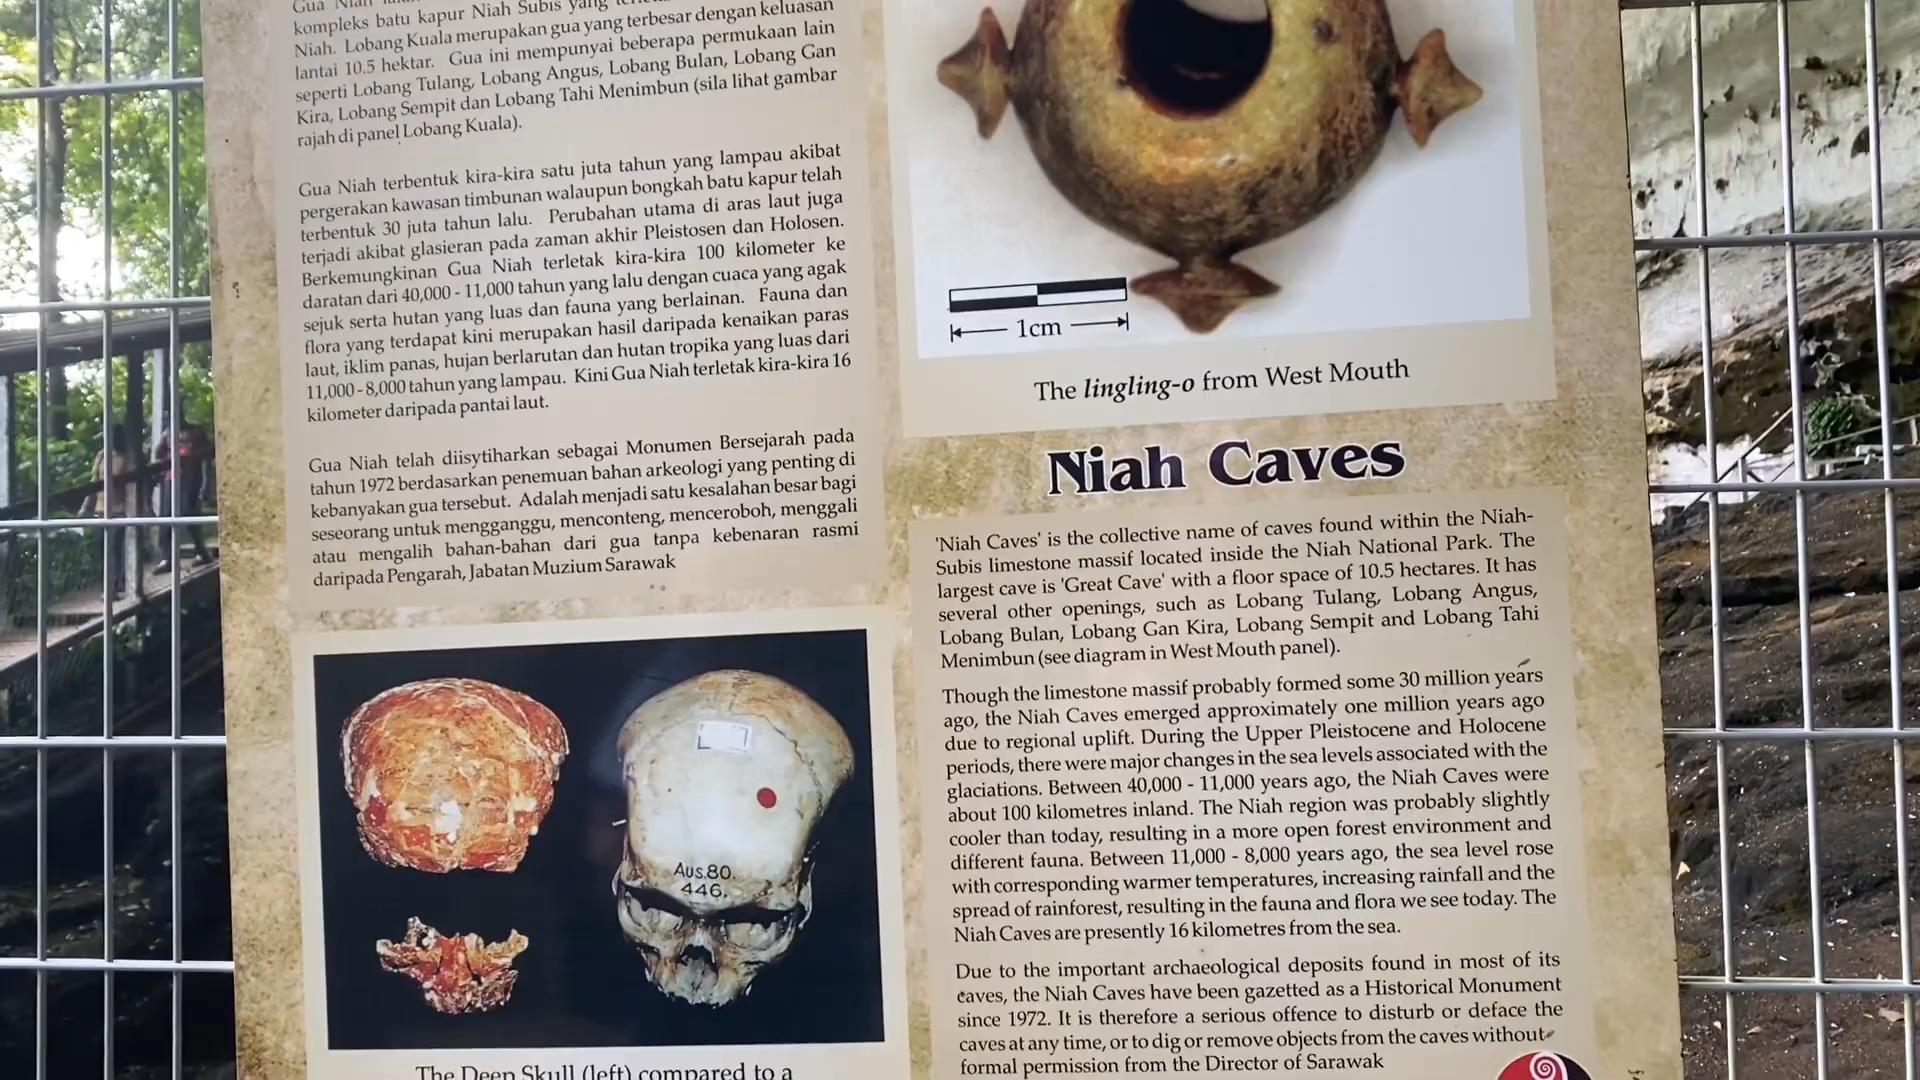 Gua Niah
kompleks batu kapur Niah Subis yang
Niah. Lobang Kuala merupakan gua yang terbesar dengan keluasan
lantai 10.5 hektar. Gua ini mempunyai beberapa permukaan lain
seperti Lobang Tulang, Lobang Angus, Lobang Bulan, Lobang Gan
Kira, Lobang Sempit dan Lobang Tahi Menimbun (sila lihat gambar
rajah di panel Lobang Kuala).
Gua Niah terbentuk kira-kira satu juta tahun yang lampau akibat
pergerakan kawasan timbunan walaupun bongkah batu kapur telah
terbentuk 30 juta tahun lalu. Perubahan utama di aras laut juga
terjadi akibat glasieran pada zaman akhir Pleistosen dan Holosen.
Berkemungkinan Gua Niah terletak kira-kira 100 kilometer ke
daratan dari 40,000 - 11,000 tahun yang lalu dengan cuaca yang agak
sejuk serta hutan yang luas dan fauna yang berlainan. Fauna dan
flora yang terdapat kini merupakan hasil daripada kenaikan paras
laut, iklim panas, hujan berlarutan dan hutan tropika yang luas dari
11,000 - 8,000 tahun yang lampau. Kini Gua Niah terletak kira-kira 16
kilometer daripada pantai laut.
Gua Niah telah diisytiharkan sebagai Monumen Bersejarah pada
tahun 1972 berdasarkan penemuan bahan arkeologi yang penting di
kebanyakan gua tersebut. Adalah menjadi satu kesalahan besar bagi
seseorang untuk mengganggu, menconteng, menceroboh, menggali
atau mengalih bahan-bahan dari gua tanpa kebenaran rasmi
daripada Pengarah, Jabatan Muzium Sarawak
Aus.80.
446.
The Deep Skull (left) compared to a
1cm
The lingling-o from West Mouth
Niah Caves
'Niah Caves' is the collective name of caves found within the Niah-
Subis limestone massif located inside the Niah National Park. The
largest cave is 'Great Cave' with a floor space of 10.5 hectares. It has
several other openings, such as Lobang Tulang, Lobang Angus,
Lobang Bulan, Lobang Gan Kira, Lobang Sempit and Lobang Tahi
Menimbun (see diagram in West Mouth panel).
Though the limestone massif probably formed some 30 million years
ago, the Niah Caves emerged approximately one million years ago
due to regional uplift. During the Upper Pleistocene and Holocene
periods, there were major changes in the sea levels associated with the
glaciations. Between 40,000 - 11,000 years ago, the Niah Caves were
about 100 kilometres inland. The Niah region was probably slightly
cooler than today, resulting in a more open forest environment and
different fauna. Between 11,000 - 8,000 years ago, the sea level rose
with corresponding warmer temperatures, increasing rainfall and the
spread of rainforest, resulting in the fauna and flora we see today. The
Niah Caves are presently 16 kilometres from the sea.
Due to the important archaeological deposits found in most of its
caves, the Niah Caves have been gazetted as a Historical Monument
since 1972. It is therefore a serious offence to disturb or deface the
caves at any time, or to dig or remove objects from the caves without
formal permission from the Director of Sarawak